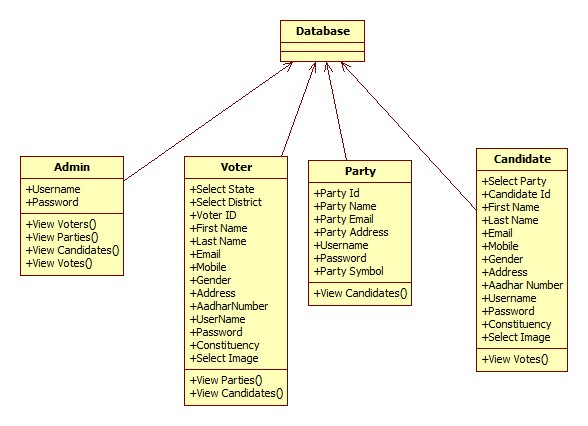 Database
Admin
+Username
+Password
+View Voters()
+View Parties()
+View Candidates()
+View Votes()
Voter
+Select State
+Select District
+Voter ID
+First Name
+Last Name
+Email
+Mobile
+Gender
+Address
+AadharNumber
+UserName
+Password
+Constituency
+Select Image
+View Parties()
+View Candidates()
Party
+Party Id
+Party Name
+Party Email
+Party Address
+Username
+Password
+Party Symbol
+View Candidates()
Candidate
+Select Party
+Candidate Id
+First Name
+Last Name
+Email
+Mobile
+Gender
+Address
+Aadhar Number
+Username
+Password
+Constituency
+Select Image
+View Votes()